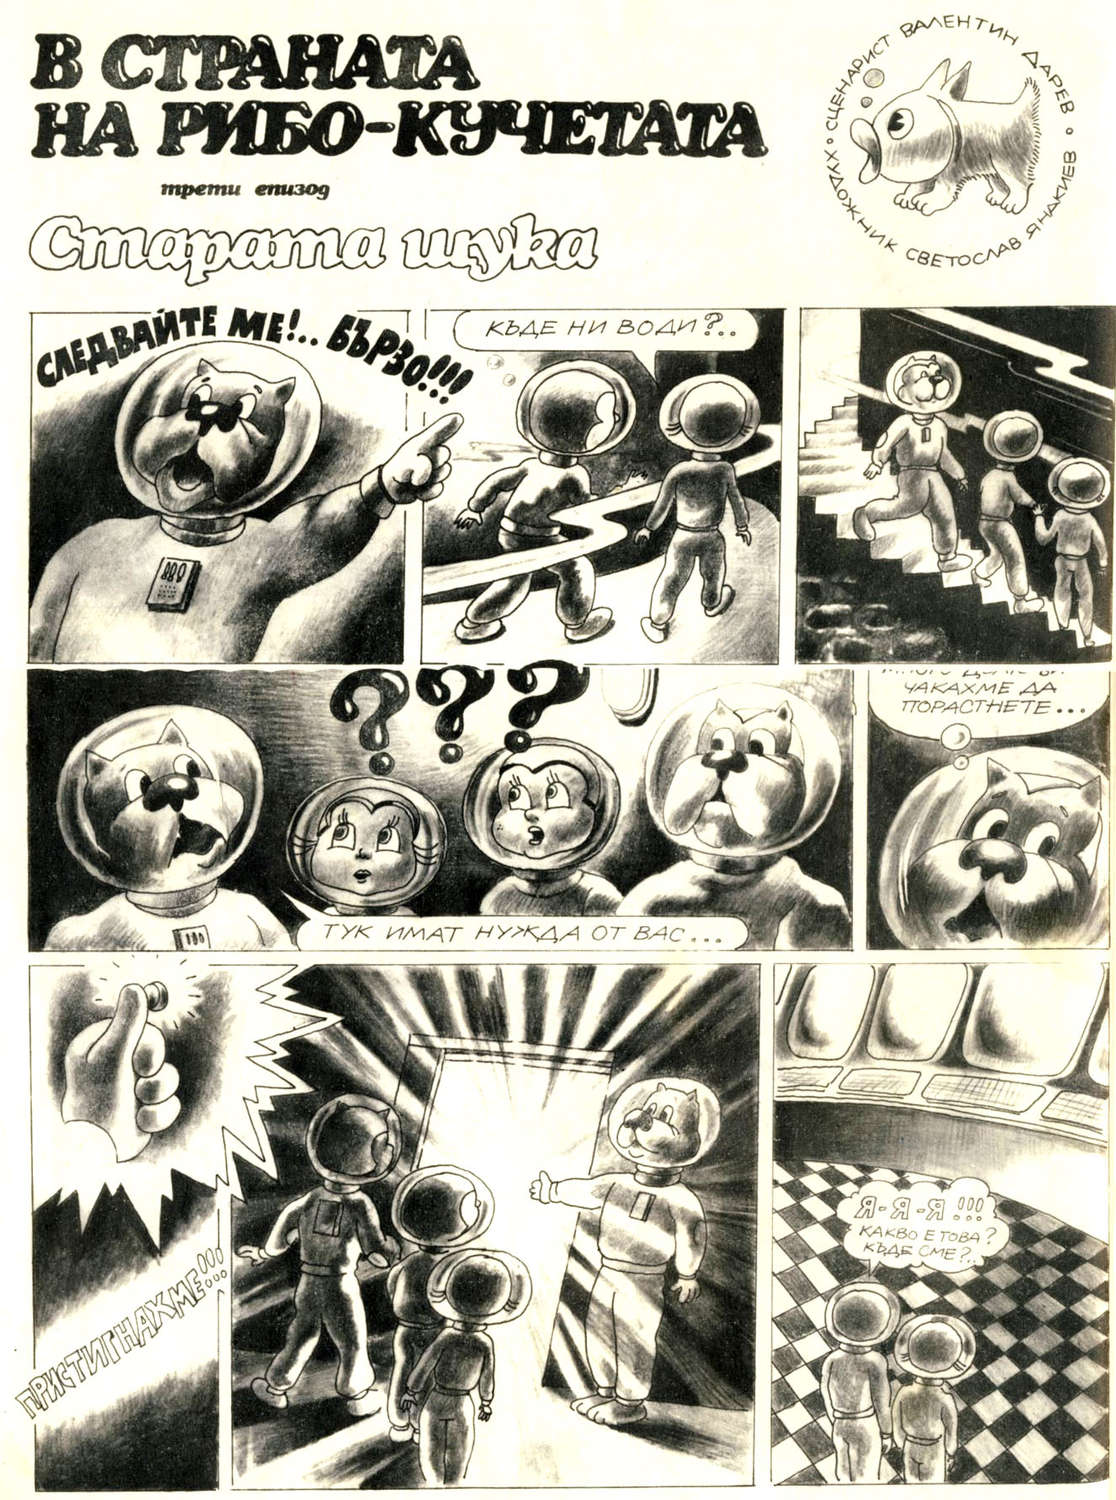 В СТРАНАТА
НА РИБО-КУЧЕТАТА
трети епизод
Старата щука
СЦЕНАРИСТ ВАЛЕНТИН ДАРЕВ • ХУДОЖНИК СВЕТОСЛАВ ЯНАКИЕВ •
СЛЕДВАЙТЕ МЕ!.. БЪРЗО!!!
КЪДЕ НИ ВОДИ?..
? ? ?
ТУК ИМАТ НУЖДА ОТ ВАС...
ЧАКАХМЕ ДА
ПОРАСТНЕТЕ...
ПРИСТИГНАХМЕ!!!
Я-Я-Я!!!
КАКВО Е ТОВА?
КЪДЕ СМЕ?..